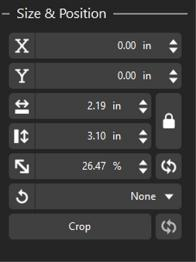 Size & Position
X 0.00 in
Y 0.00 in
2.19 in
3.10 in
26.47 %
None
Crop